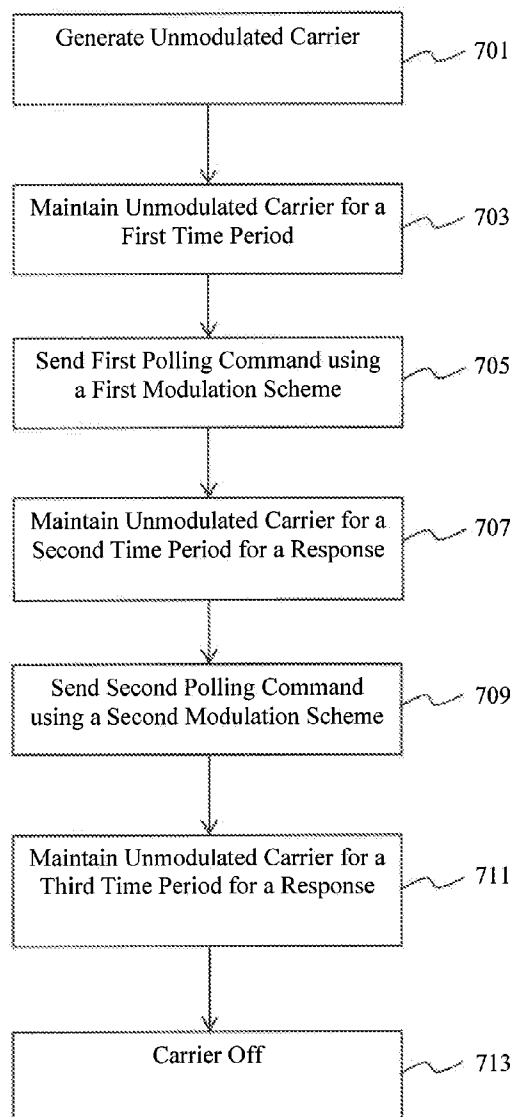 Generate Unmodulated Carrier
701
Maintain Unmodulated Carrier for a
First Time Period
703
Send First Polling Command using
a First Modulation Scheme
705
Maintain Unmodulated Carrier for a
Second Time Period for a Response
707
Send Second Polling Command
using a Second Modulation Scheme
709
Maintain Unmodulated Carrier for a
Third Time Period for a Response
711
Carrier Off
713